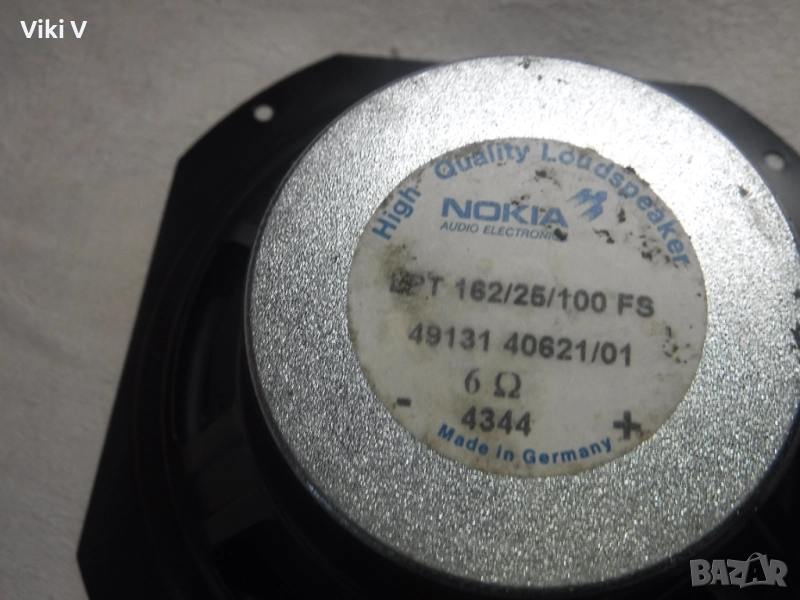 Viki V
High-Quality Loudspeaker
NOKIA
AUDIO ELECTRONICS
162/25/100 FS
49131 40621/01
6 Ω
- 4344 +
Made in Germany
BAZAR